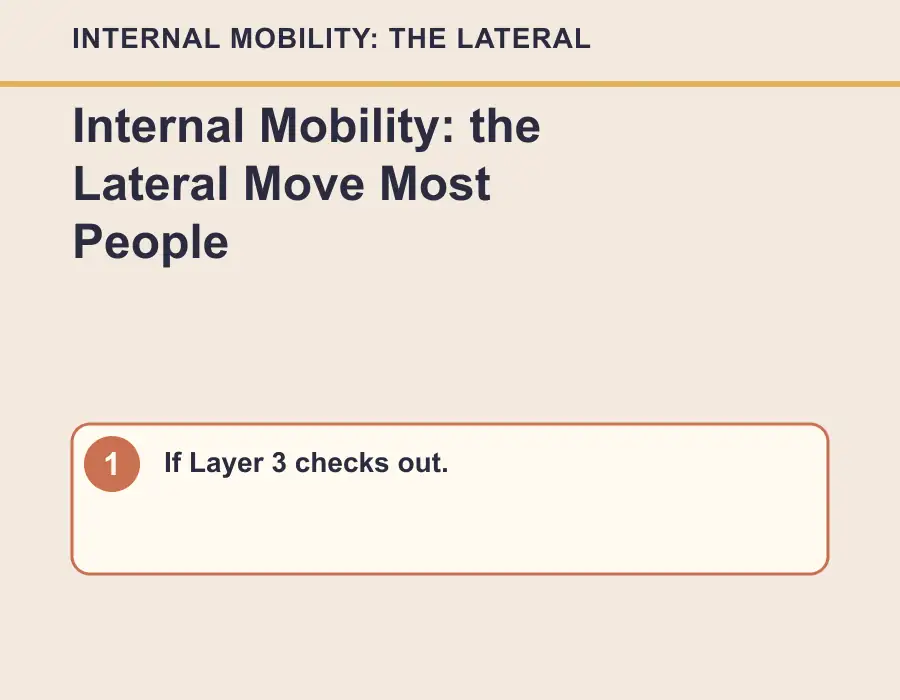 INTERNAL MOBILITY: THE LATERAL
Internal Mobility: the
Lateral Move Most
People
1
If Layer 3 checks out.